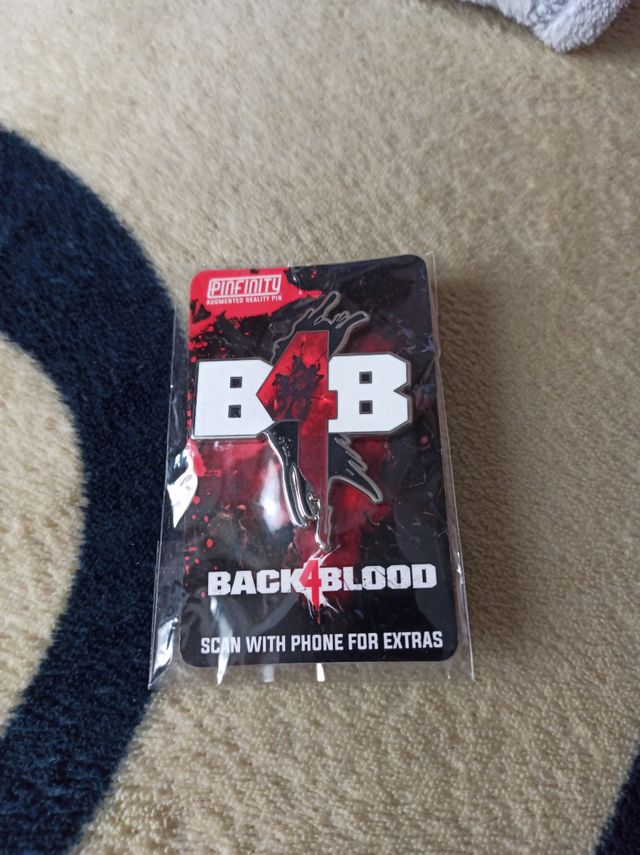 PINFINITY
AUGMENTED REALITY PIN
B4B
BACK4BLOOD
SCAN WITH PHONE FOR EXTRAS